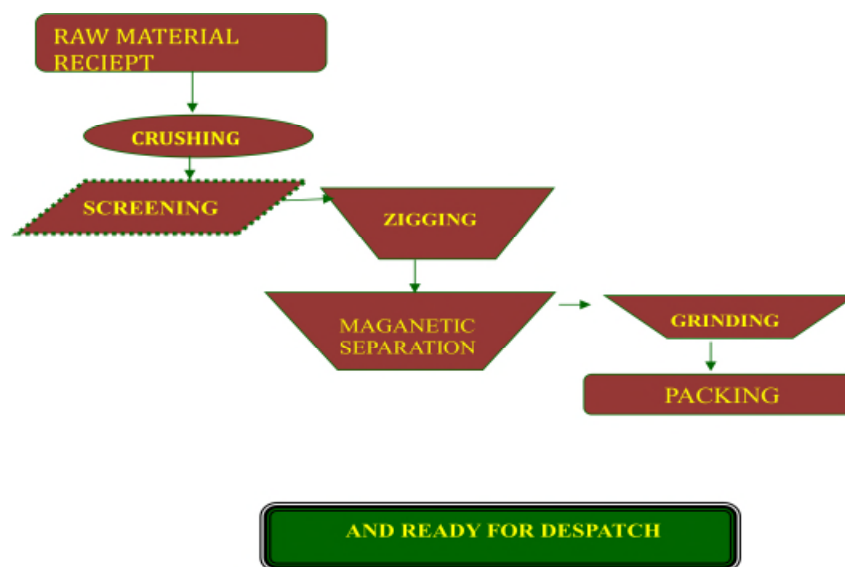 RAW MATERIAL
RECIEPT
CRUSHING
SCREENING
ZIGGING
MAGANETIC
SEPARATION
GRINDING
PACKING
AND READY FOR DESPATCH